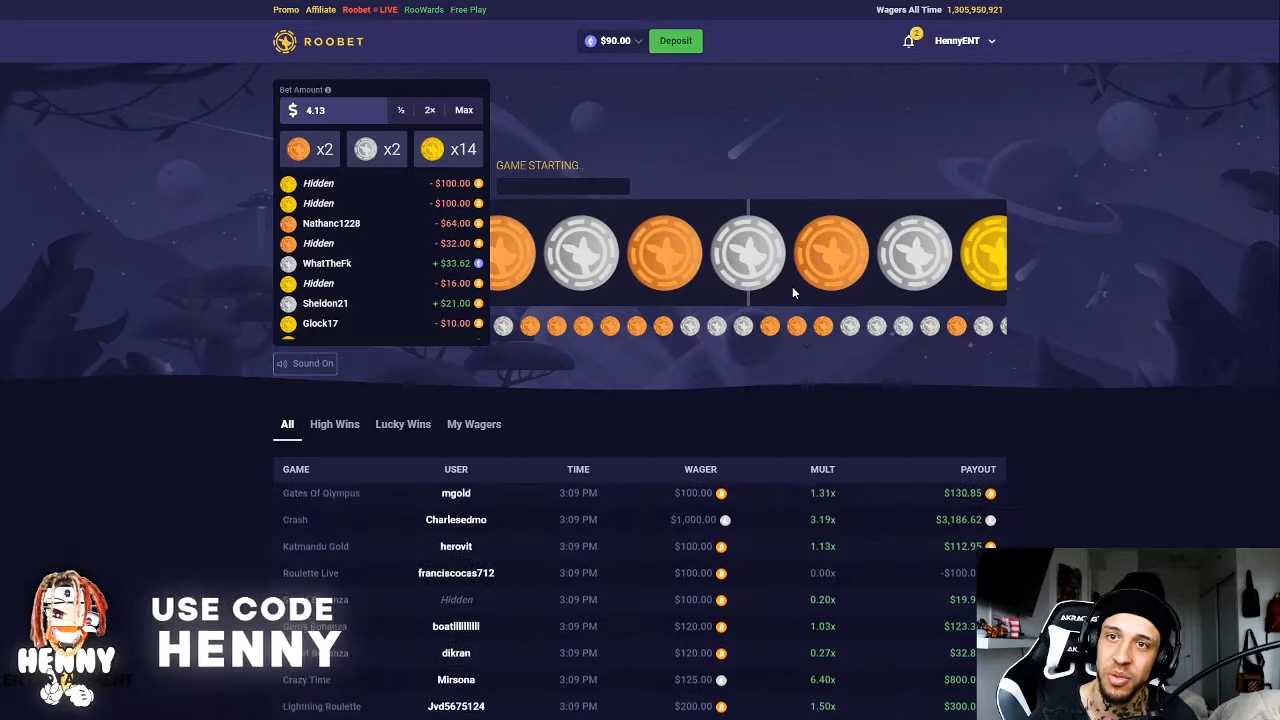 Promo Affiliate Roobet LIVE RooWards Free Play Wagers All Time 1,305,950,921
ROOBET $90.00 Deposit 2 HennyENT
Bet Amount
$ 4.13 ½ 2× Max
x2 x2 x14
GAME STARTING..
Hidden - $100.00
Hidden - $100.00
Nathanc1228 - $64.00
Hidden - $32.00
WhatTheFk + $33.62
Hidden - $16.00
Sheldon21 + $21.00
Glock17 - $10.00
Sound On
All High Wins Lucky Wins My Wagers
GAME USER TIME WAGER MULT PAYOUT
Gates Of Olympus mgold 3:09 PM $100.00 1.31x $130.85
Crash Charlesedmo 3:09 PM $1,000.00 3.19x $3,186.62
Katmandu Gold herovit 3:09 PM $100.00 1.13x $112.95
Roulette Live franciscocas712 3:09 PM $100.00 0.00x -$100.0
Hidden 3:09 PM $100.00 0.20x $19.9
3:09 PM $120.00 1.03x $123.3
dikran 3:09 PM $120.00 0.27x $32.8
Crazy Time Mirsona 3:09 PM $125.00 6.40x $800.0
Lightning Roulette Jvd5675124 3:09 PM $200.00 1.50x $300.0
USE CODE
HENNY
HENNY
ENTERTAINMENT
AKRACING